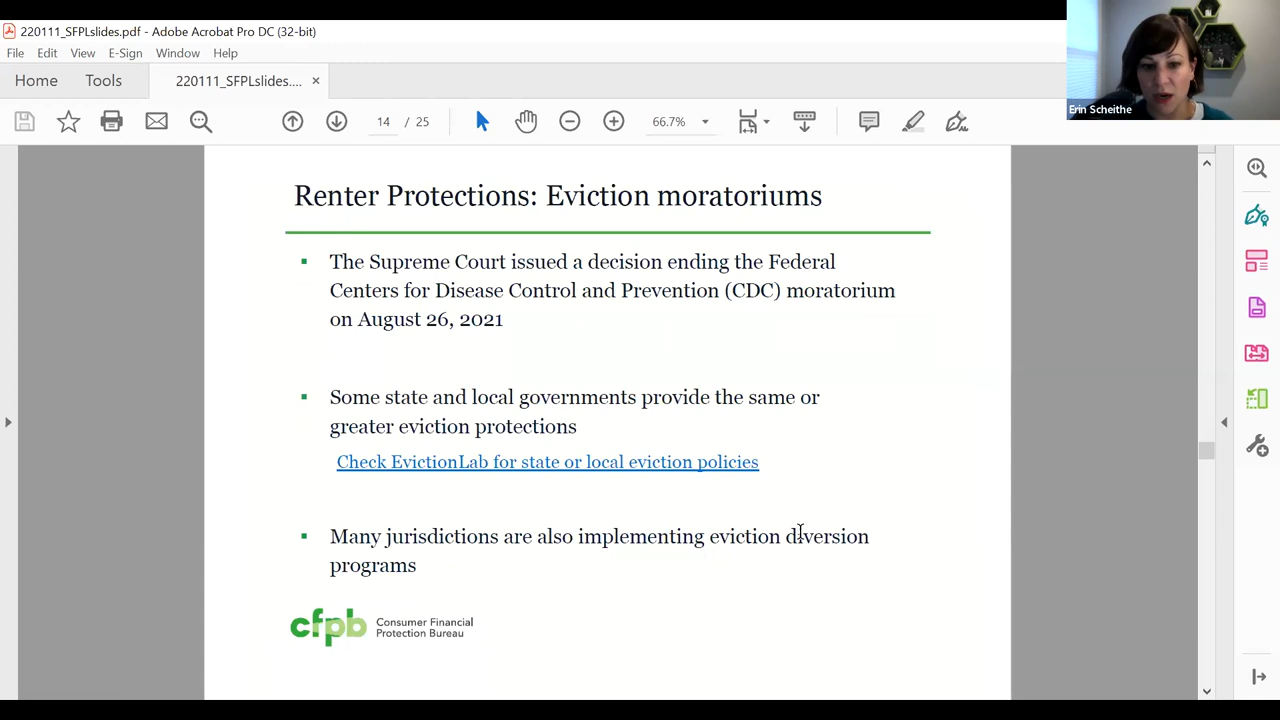 220111_SFPLslides.pdf - Adobe Acrobat Pro DC (32-bit)
File Edit View E-Sign Window Help
Home Tools 220111_SFPLslides.... ×
14 / 25 66.7%
Erin Scheithe
Renter Protections: Eviction moratoriums
The Supreme Court issued a decision ending the Federal
Centers for Disease Control and Prevention (CDC) moratorium
on August 26, 2021
Some state and local governments provide the same or
greater eviction protections
Check EvictionLab for state or local eviction policies
Many jurisdictions are also implementing eviction diversion
programs
cfpb Consumer Financial
Protection Bureau